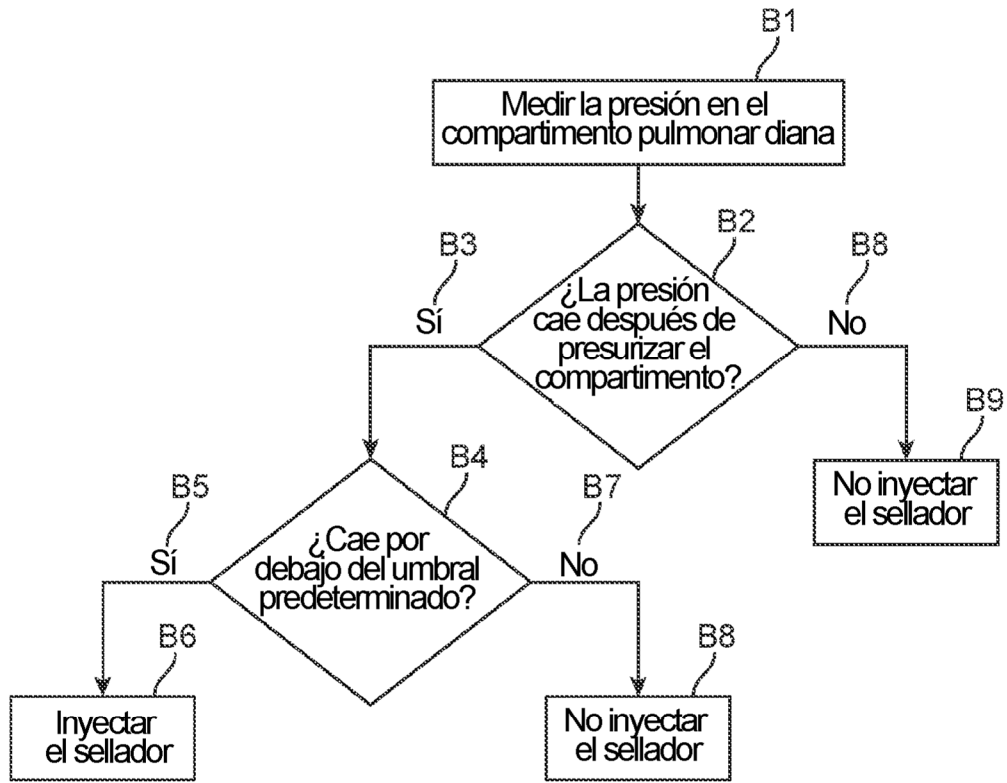 B1
Medir la presión en el
compartimento pulmonar diana
B2
¿La presión
cae después de
presurizar el
compartimento?
B3
Sí
B8
No
B9
No inyectar
el sellador
B4
¿Cae por
debajo del umbral
predeterminado?
B5
Sí
B7
No
B6
Inyectar
el sellador
B8
No inyectar
el sellador